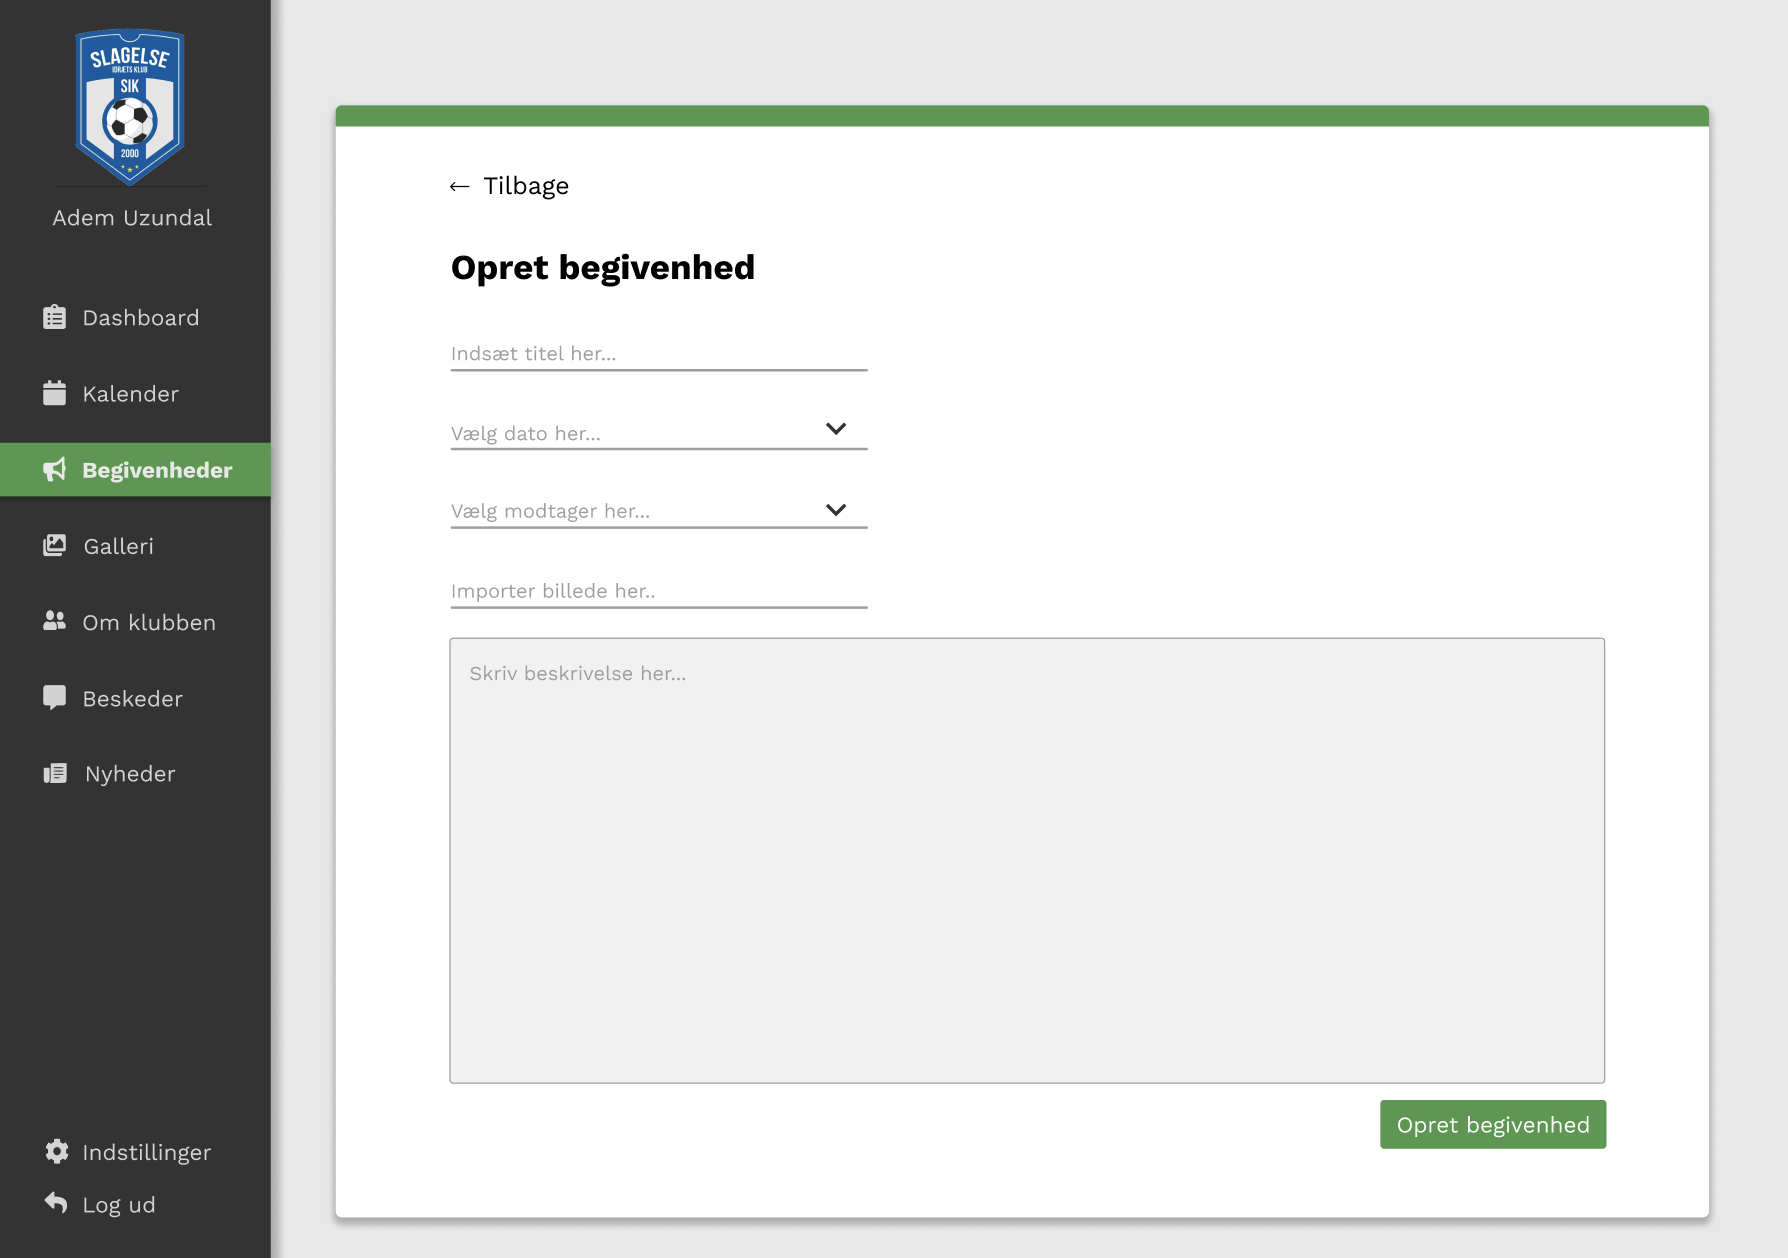 SLAGELSE
IDRÆTS KLUB
SIK
2000
Adem Uzundal
Dashboard
Kalender
Begivenheder
Galleri
Om klubben
Beskeder
Nyheder
Indstillinger
Log ud
← Tilbage
Opret begivenhed
Indsæt titel her...
Vælg dato her...
Vælg modtager her...
Importer billede her..
Skriv beskrivelse her...
Opret begivenhed